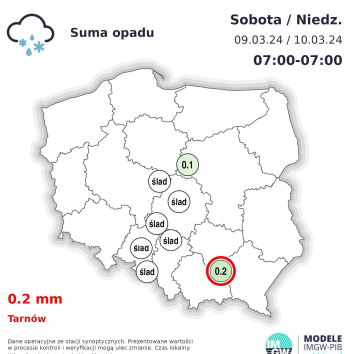 Suma opadu
Sobota / Niedz.
09.03.24 / 10.03.24
07:00-07:00
0.1
ślad
ślad
ślad
ślad
ślad
ślad
0.2
0.2 mm
Tarnów
Dane operacyjne ze stacji synoptycznych. Prezentowane wartości
w procesie kontroli i weryfikacji mogą ulec zmianie. Czas lokalny.
IM
GW
MODELE
IMGW-PIB